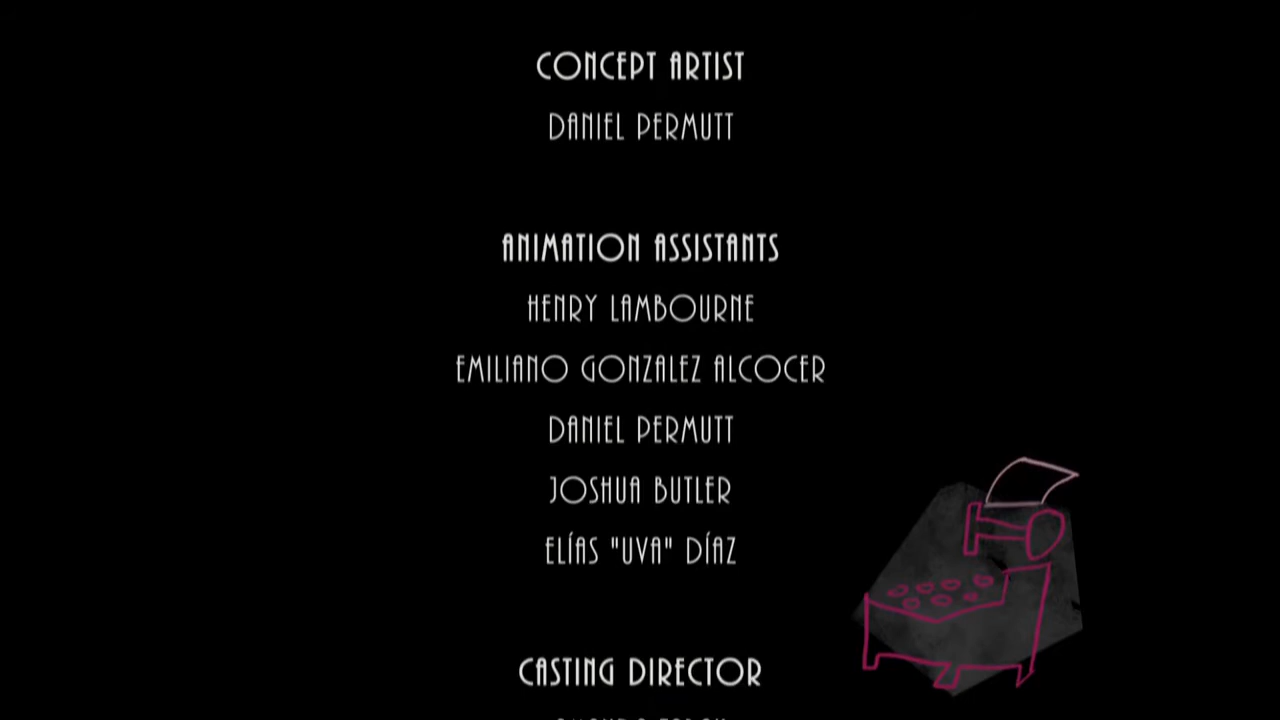 CONCEPT ARTIST
DANIEL PERMUTT
ANIMATION ASSISTANTS
HENRY LAMBOURNE
EMILIANO GONZALEZ ALCOCER
DANIEL PERMUTT
JOSHUA BUTLER
ELÍAS "UVA" DÍAZ
CASTING DIRECTOR